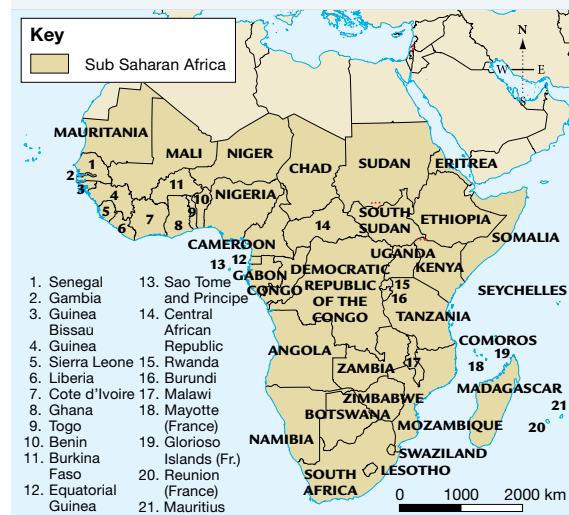 Key
Sub Saharan Africa
N
W
E
S
MAURITANIA
MALI
NIGER
CHAD
SUDAN
ERITREA
1
2
3
4
5
6
7
8
9
10
11
NIGERIA
14
SOUTH
SUDAN
ETHIOPIA
SOMALIA
CAMEROON
13
12
GABON
CONGO
DEMOCRATIC
REPUBLIC
OF THE
CONGO
UGANDA
KENYA
15
16
SEYCHELLES
TANZANIA
COMOROS
19
18
ANGOLA
ZAMBIA
17
MADAGASCAR
ZIMBABWE
BOTSWANA
MOZAMBIQUE
21
20
NAMIBIA
SWAZILAND
LESOTHO
SOUTH
AFRICA
1. Senegal
2. Gambia
3. Guinea
Bissau
4. Guinea
5. Sierra Leone
6. Liberia
7. Cote d’Ivoire
8. Ghana
9. Togo
10. Benin
11. Burkina
Faso
12. Equatorial
Guinea
13. Sao Tome
and Principe
14. Central
African
Republic
15. Rwanda
16. Burundi
17. Malawi
18. Mayotte
(France)
19. Glorioso
Islands (Fr.)
20. Reunion
(France)
21. Mauritius
0 1000 2000 km